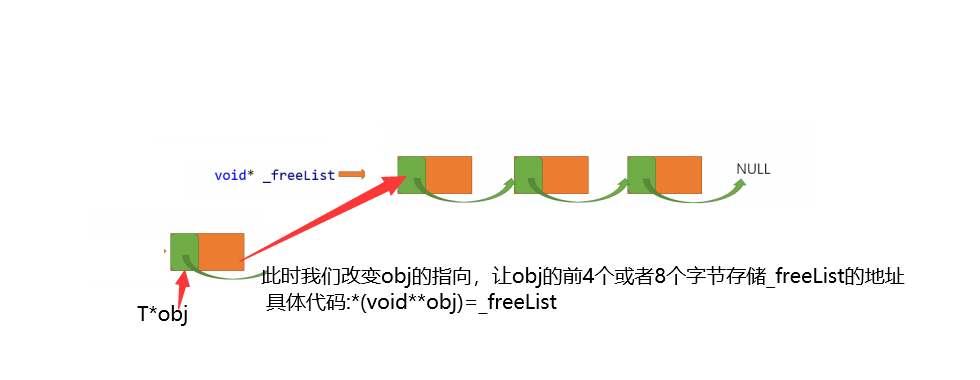 void* _freeList
NULL
此时我们改变obj的指向，让obj的前4个或者8个字节存储_freeList的地址
具体代码:*(void**obj)=_freeList
T*obj